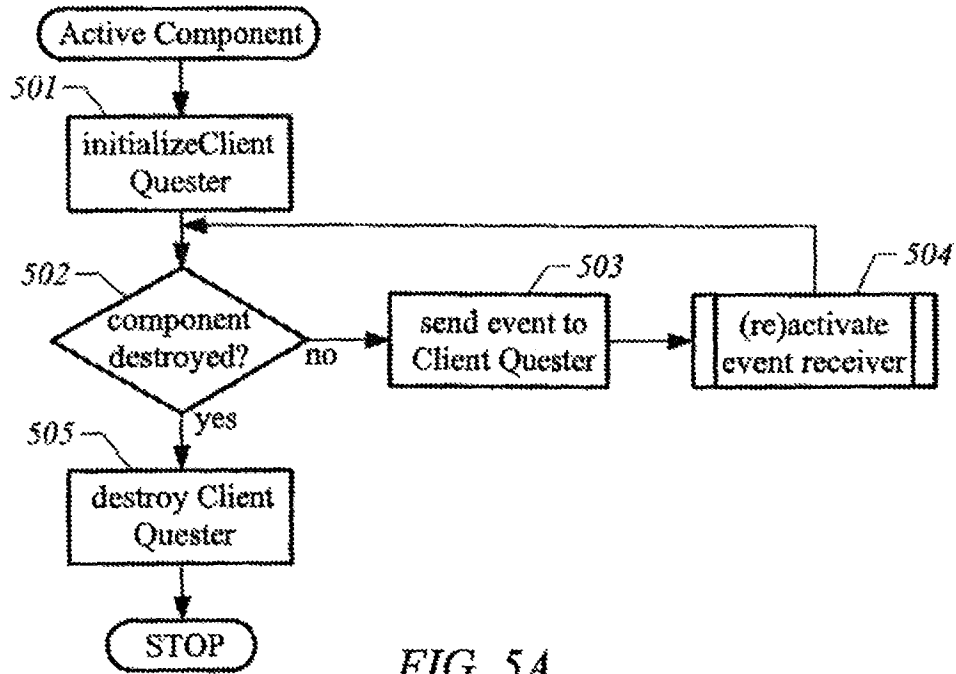 Active Component
501
initializeClient
Quester
502
component
destroyed?
no
yes
503
send event to
Client Quester
504
(re)activate
event receiver
505
destroy Client
Quester
STOP
FIG. 5A